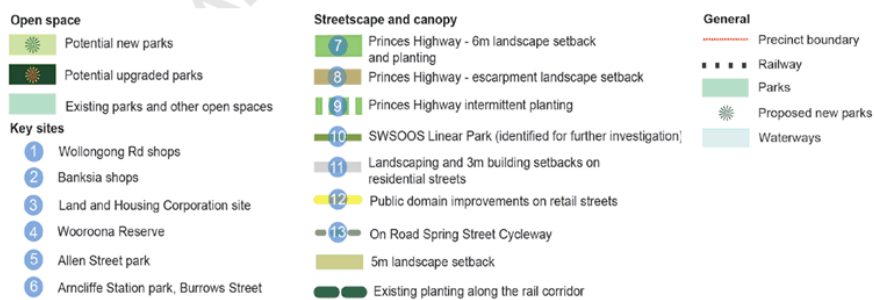 Open space
Potential new parks
Potential upgraded parks
Existing parks and other open spaces
Key sites
1 Wollongong Rd shops
2 Banksia shops
3 Land and Housing Corporation site
4 Wooroona Reserve
5 Allen Street park
6 Arncliffe Station park, Burrows Street
Streetscape and canopy
7 Princes Highway - 6m landscape setback
and planting
8 Princes Highway - escarpment landscape setback
9 Princes Highway intermittent planting
10 SWSOOS Linear Park (identified for further investigation)
11 Landscaping and 3m building setbacks on
residential streets
12 Public domain improvements on retail streets
13 On Road Spring Street Cycleway
5m landscape setback
Existing planting along the rail corridor
General
Precinct boundary
Railway
Parks
Proposed new parks
Waterways